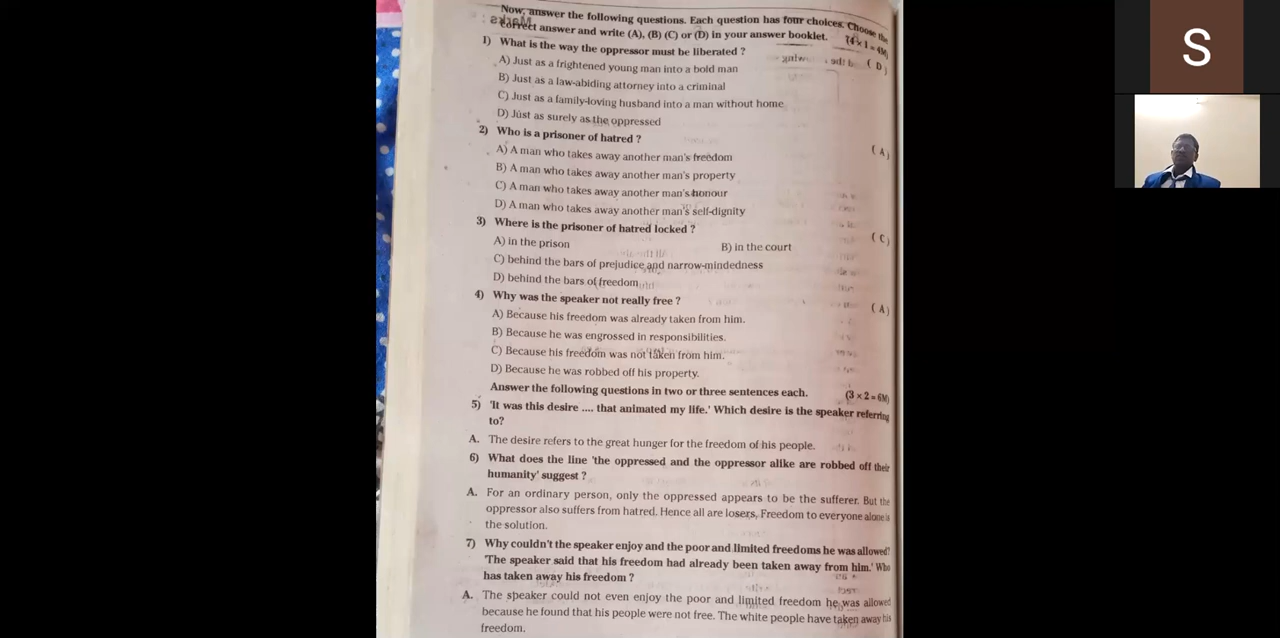 Now, answer the following questions. Each question has four choices. Choose the
correct answer and write (A), (B) (C) or (D) in your answer booklet. (4 × 1 = 4M)
1) What is the way the oppressor must be liberated ? ( D )
A) Just as a frightened young man into a bold man
B) Just as a law-abiding attorney into a criminal
C) Just as a family-loving husband into a man without home
D) Just as surely as the oppressed
2) Who is a prisoner of hatred ? ( A )
A) A man who takes away another man's freedom
B) A man who takes away another man's property
C) A man who takes away another man's honour
D) A man who takes away another man's self-dignity
3) Where is the prisoner of hatred locked ? ( C )
A) in the prison B) in the court
C) behind the bars of prejudice and narrow-mindedness
D) behind the bars of freedom
4) Why was the speaker not really free ? ( A )
A) Because his freedom was already taken from him.
B) Because he was engrossed in responsibilities.
C) Because his freedom was not taken from him.
D) Because he was robbed off his property.
Answer the following questions in two or three sentences each. (3 × 2 = 6M)
5) 'It was this desire .... that animated my life.' Which desire is the speaker referring
to?
A. The desire refers to the great hunger for the freedom of his people.
6) What does the line 'the oppressed and the oppressor alike are robbed off their
humanity' suggest ?
A. For an ordinary person, only the oppressed appears to be the sufferer. But the
oppressor also suffers from hatred. Hence all are losers, Freedom to everyone alone is
the solution.
7) Why couldn't the speaker enjoy and the poor and limited freedoms he was allowed?
'The speaker said that his freedom had already been taken away from him.' Who
has taken away his freedom ?
A. The speaker could not even enjoy the poor and limited freedom he was allowed
because he found that his people were not free. The white people have taken away his
freedom.
S